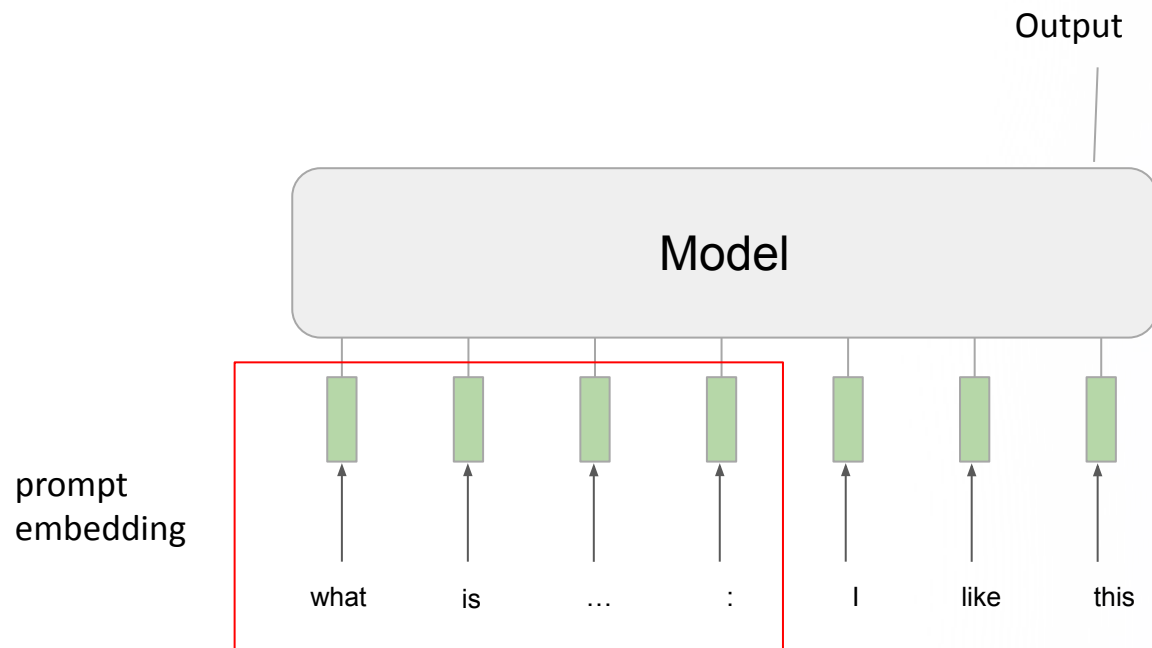 Output
Model
prompt
embedding
what is … : I like this